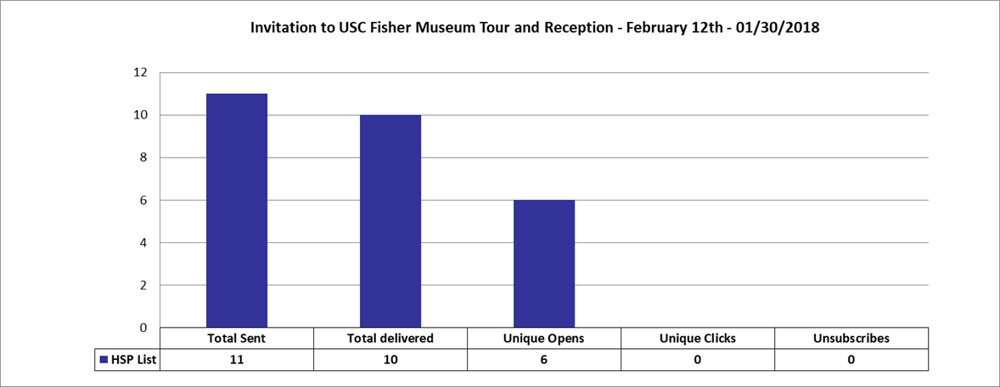 Invitation to USC Fisher Museum Tour and Reception - February 12th - 01/30/2018
12
10
8
6
4
2
0
Total Sent Total delivered Unique Opens Unique Clicks Unsubscribes
HSP List 11 10 6 0 0